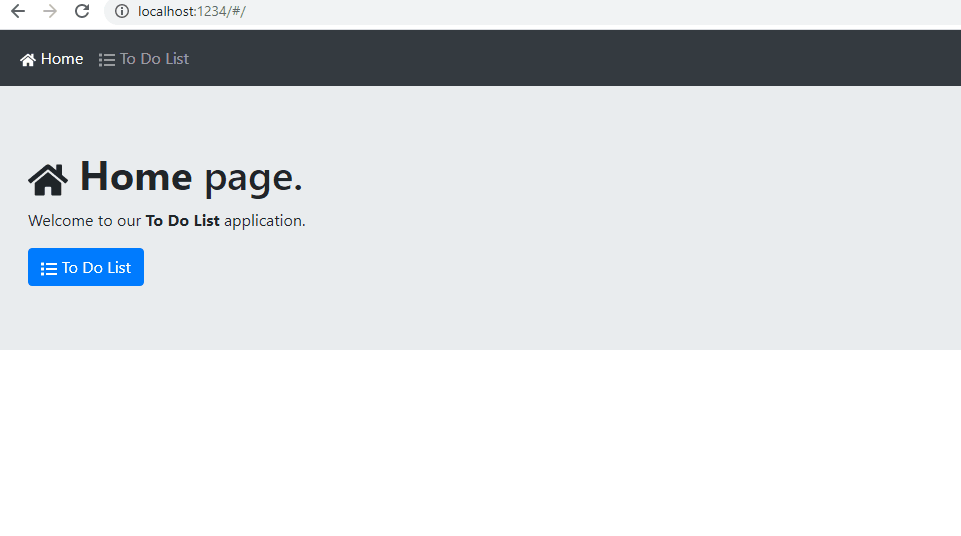 localhost:1234/#/
Home To Do List
Home page.
Welcome to our To Do List application.
To Do List